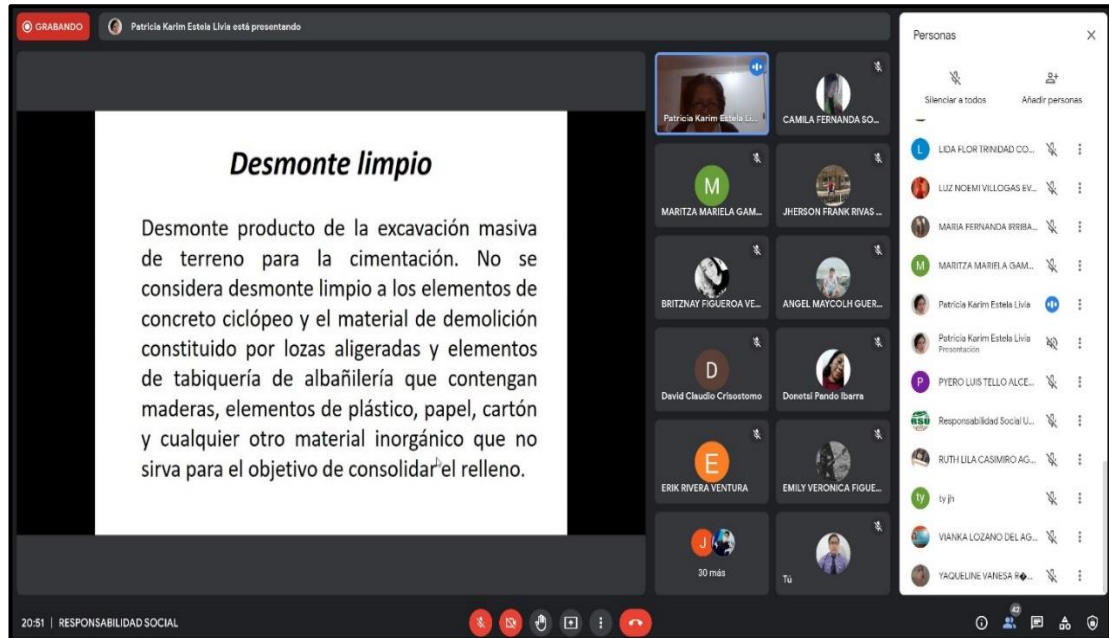 GRABANDO
Patricia Karim Estela Livia está presentando
Desmonte limpio
Desmonte producto de la excavación masiva
de terreno para la cimentación. No se
considera desmonte limpio a los elementos de
concreto ciclópeo y el material de demolición
constituido por lozas aligeradas y elementos
de tabiquería de albañilería que contengan
maderas, elementos de plástico, papel, cartón
y cualquier otro material inorgánico que no
sirva para el objetivo de consolidar el relleno.
Patricia Karim Estela Li...
CAMILA FERNANDA SO...
M
MARITZA MARIELA GAM...
JHERSON FRANK RIVAS ...
BRITZNAY FIGUEROA VE...
ANGEL MAYCOLH GUER...
D
David Claudio Crisostomo
Donetsi Pando Ibarra
E
ERIK RIVERA VENTURA
EMILY VERONICA FIGUE...
J
30 más
Tú
Personas
Silenciar a todos
Añadir personas
L
LIDA FLOR TRINIDAD CO...
LUZ NOEMI VILLOGAS EV...
MARIA FERNANDA IRRIBA...
M
MARITZA MARIELA GAM...
Patricia Karim Estela Livia
Patricia Karim Estela Livia
Presentación
P
PYERO LUIS TELLO ALCE...
RSU
Responsabilidad Social U...
RUTH LILA CASIMIRO AG...
ty
ty jh
VIANKA LOZANO DEL AG...
YAQUELINE VANESA R�...
20:51 | RESPONSABILIDAD SOCIAL
42